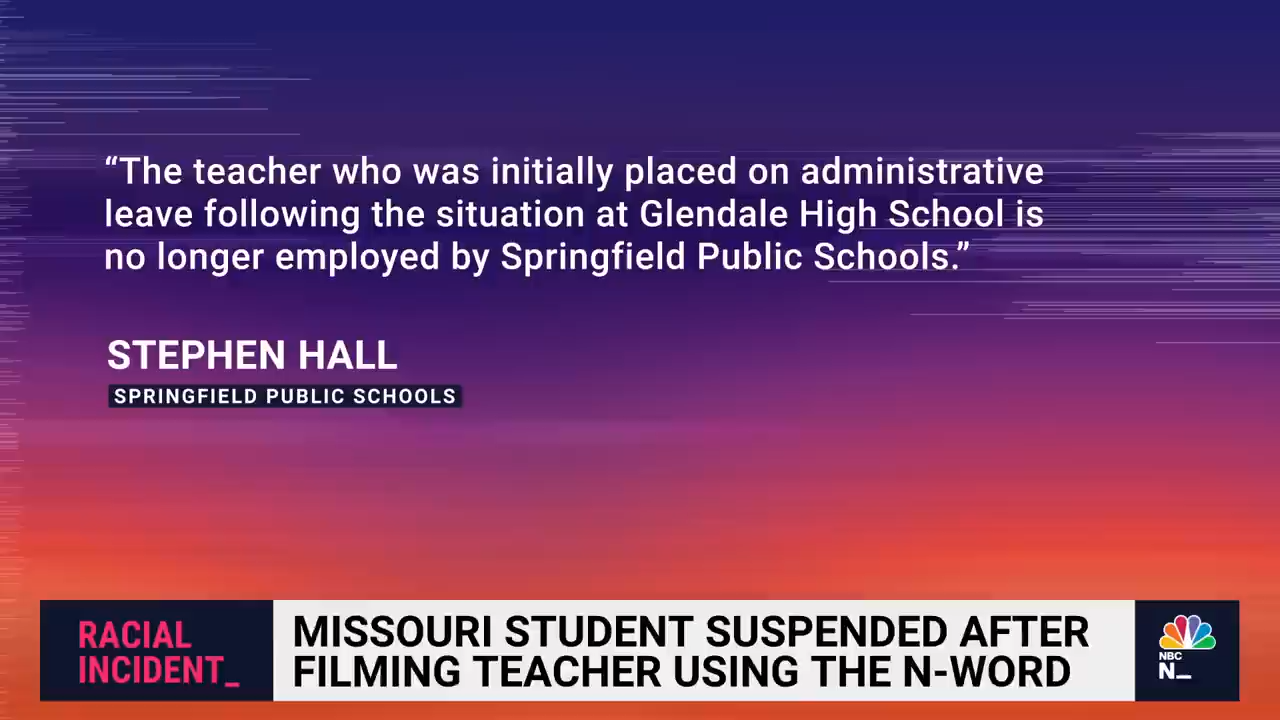 “The teacher who was initially placed on administrative
leave following the situation at Glendale High School is
no longer employed by Springfield Public Schools.”
STEPHEN HALL
SPRINGFIELD PUBLIC SCHOOLS
RACIAL
INCIDENT_
MISSOURI STUDENT SUSPENDED AFTER
FILMING TEACHER USING THE N-WORD
NBC
N_